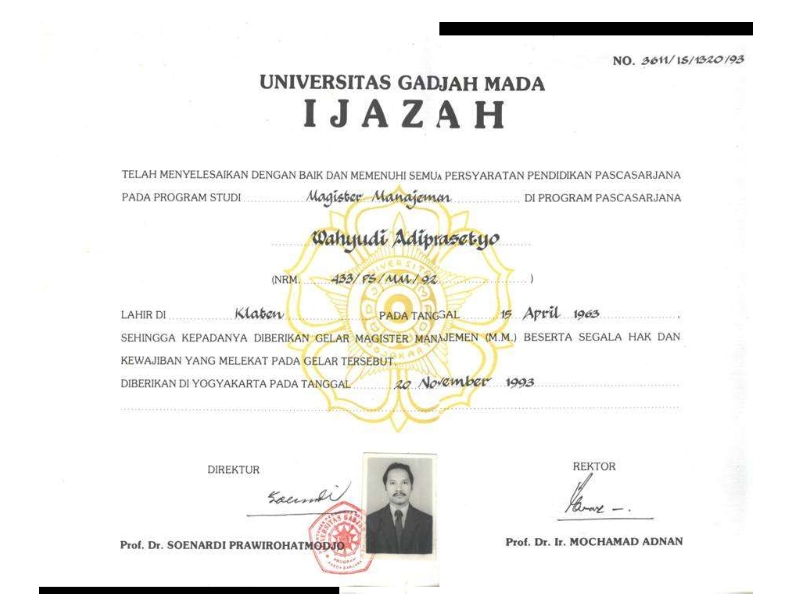 NO. 3611/IS/1320/93
UNIVERSITAS GADJAH MADA
IJAZAH
TELAH MENYELESAIKAN DENGAN BAIK DAN MEMENUHI SEMUA PERSYARATAN PENDIDIKAN PASCASARJANA
PADA PROGRAM STUDI Magister Manajemen DI PROGRAM PASCASARJANA
Wahyudi Adiprasetyo
(NRM. 433/PS/MM/92 )
LAHIR DI Klaten PADA TANGGAL 15 April 1963 ,
SEHINGGA KEPADANYA DIBERIKAN GELAR MAGISTER MANAJEMEN (M.M.) BESERTA SEGALA HAK DAN
KEWAJIBAN YANG MELEKAT PADA GELAR TERSEBUT.
DIBERIKAN DI YOGYAKARTA PADA TANGGAL 20 November 1993
DIREKTUR
REKTOR
Soenardi
UNIVERSITAS GADJAH
Prof. Dr. SOENARDI PRAWIROHATMODJO
Prof. Dr. Ir. MOCHAMAD ADNAN